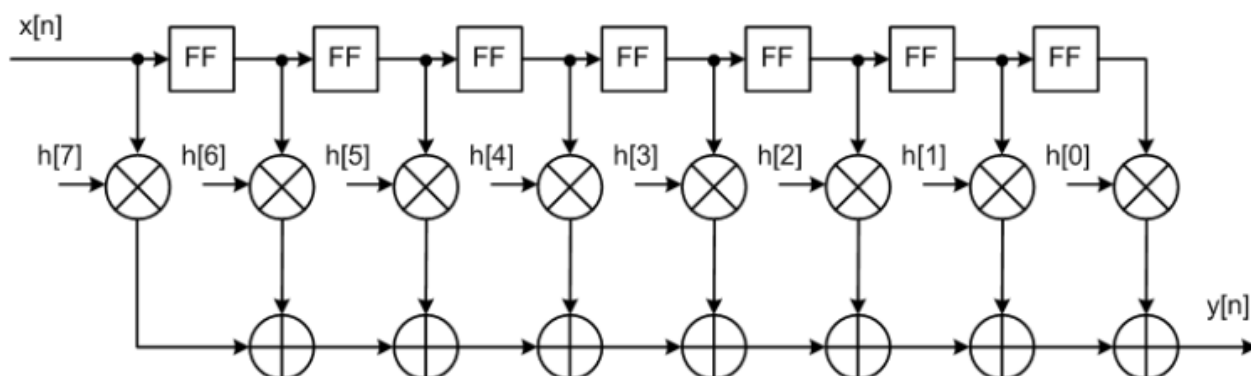 x[n]
FF FF FF FF FF FF FF
h[7] h[6] h[5] h[4] h[3] h[2] h[1] h[0]
y[n]